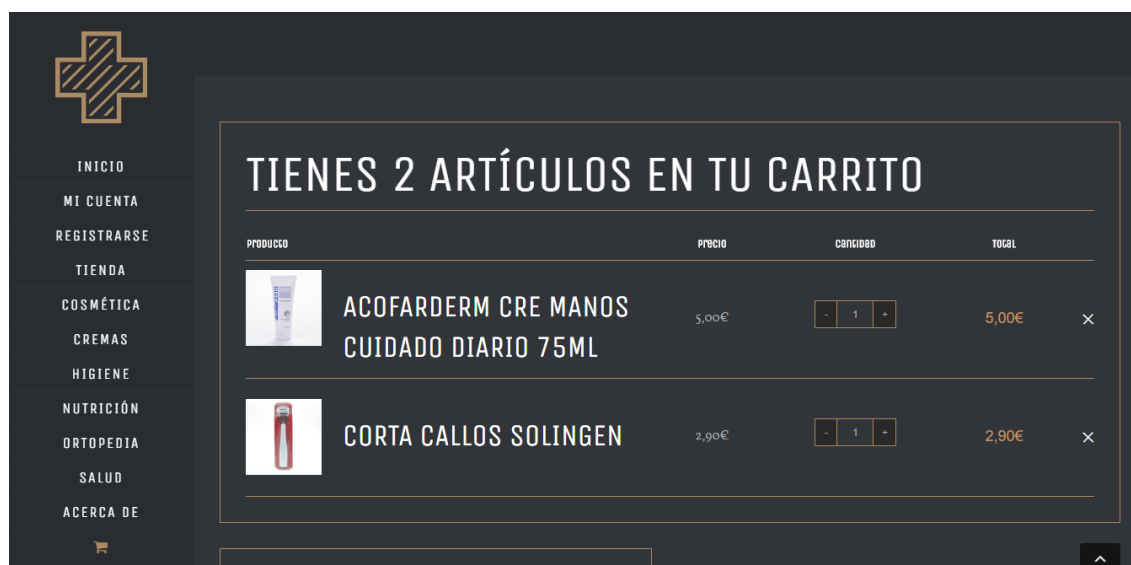 INICIO
MI CUENTA
REGISTRARSE
TIENDA
COSMÉTICA
CREMAS
HIGIENE
NUTRICIÓN
ORTOPEDIA
SALUD
ACERCA DE
TIENES 2 ARTÍCULOS EN TU CARRITO
PRODUCTO PRECIO CANTIDAD TOTAL
ACOFARDERM CRE MANOS
CUIDADO DIARIO 75ML
5,00€ - 1 + 5,00€ ×
CORTA CALLOS SOLINGEN 2,90€ - 1 + 2,90€ ×